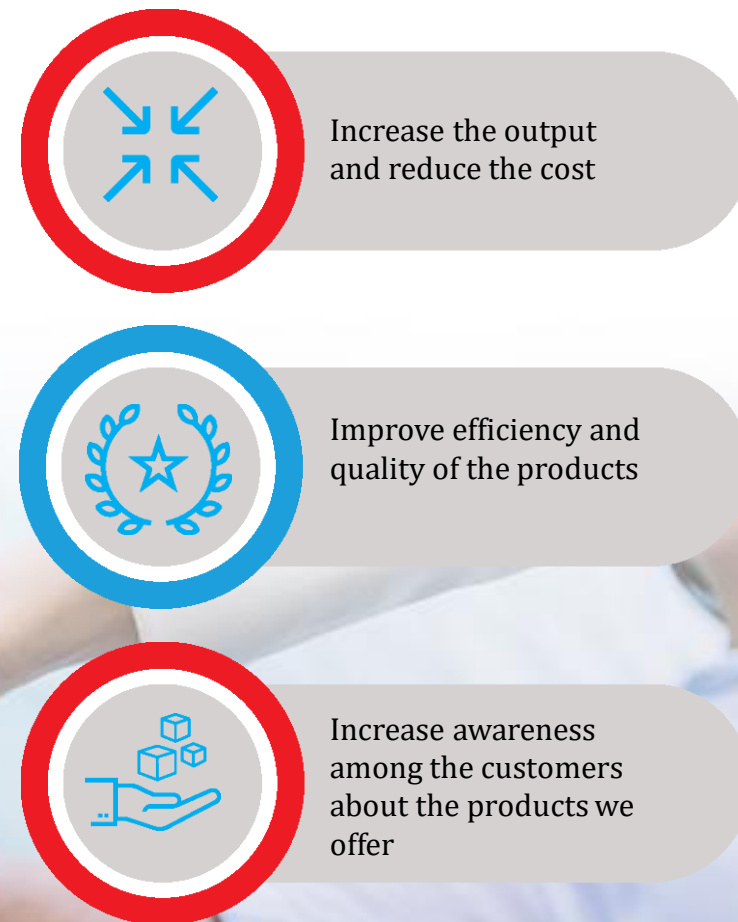 Increase the output
and reduce the cost
Improve efficiency and
quality of the products
Increase awareness
among the customers
about the products we
offer